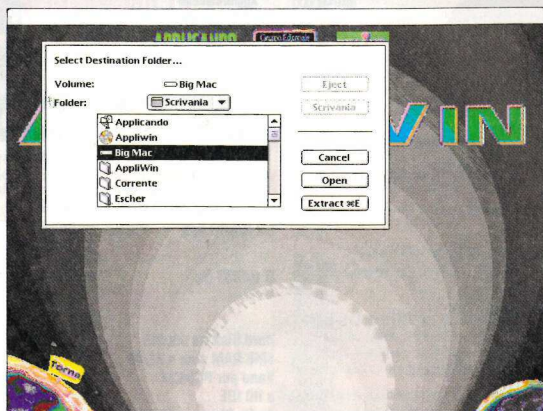 APPLICANDO
Gruppo Editoriale
Select Destination Folder...
Volume: Big Mac
Eject
Folder: Scrivania
Scrivania
Applicando
Appliwin
Big Mac
AppliWin
Corrente
Escher
Cancel
Open
Extract ⌘E
VIN
Torna